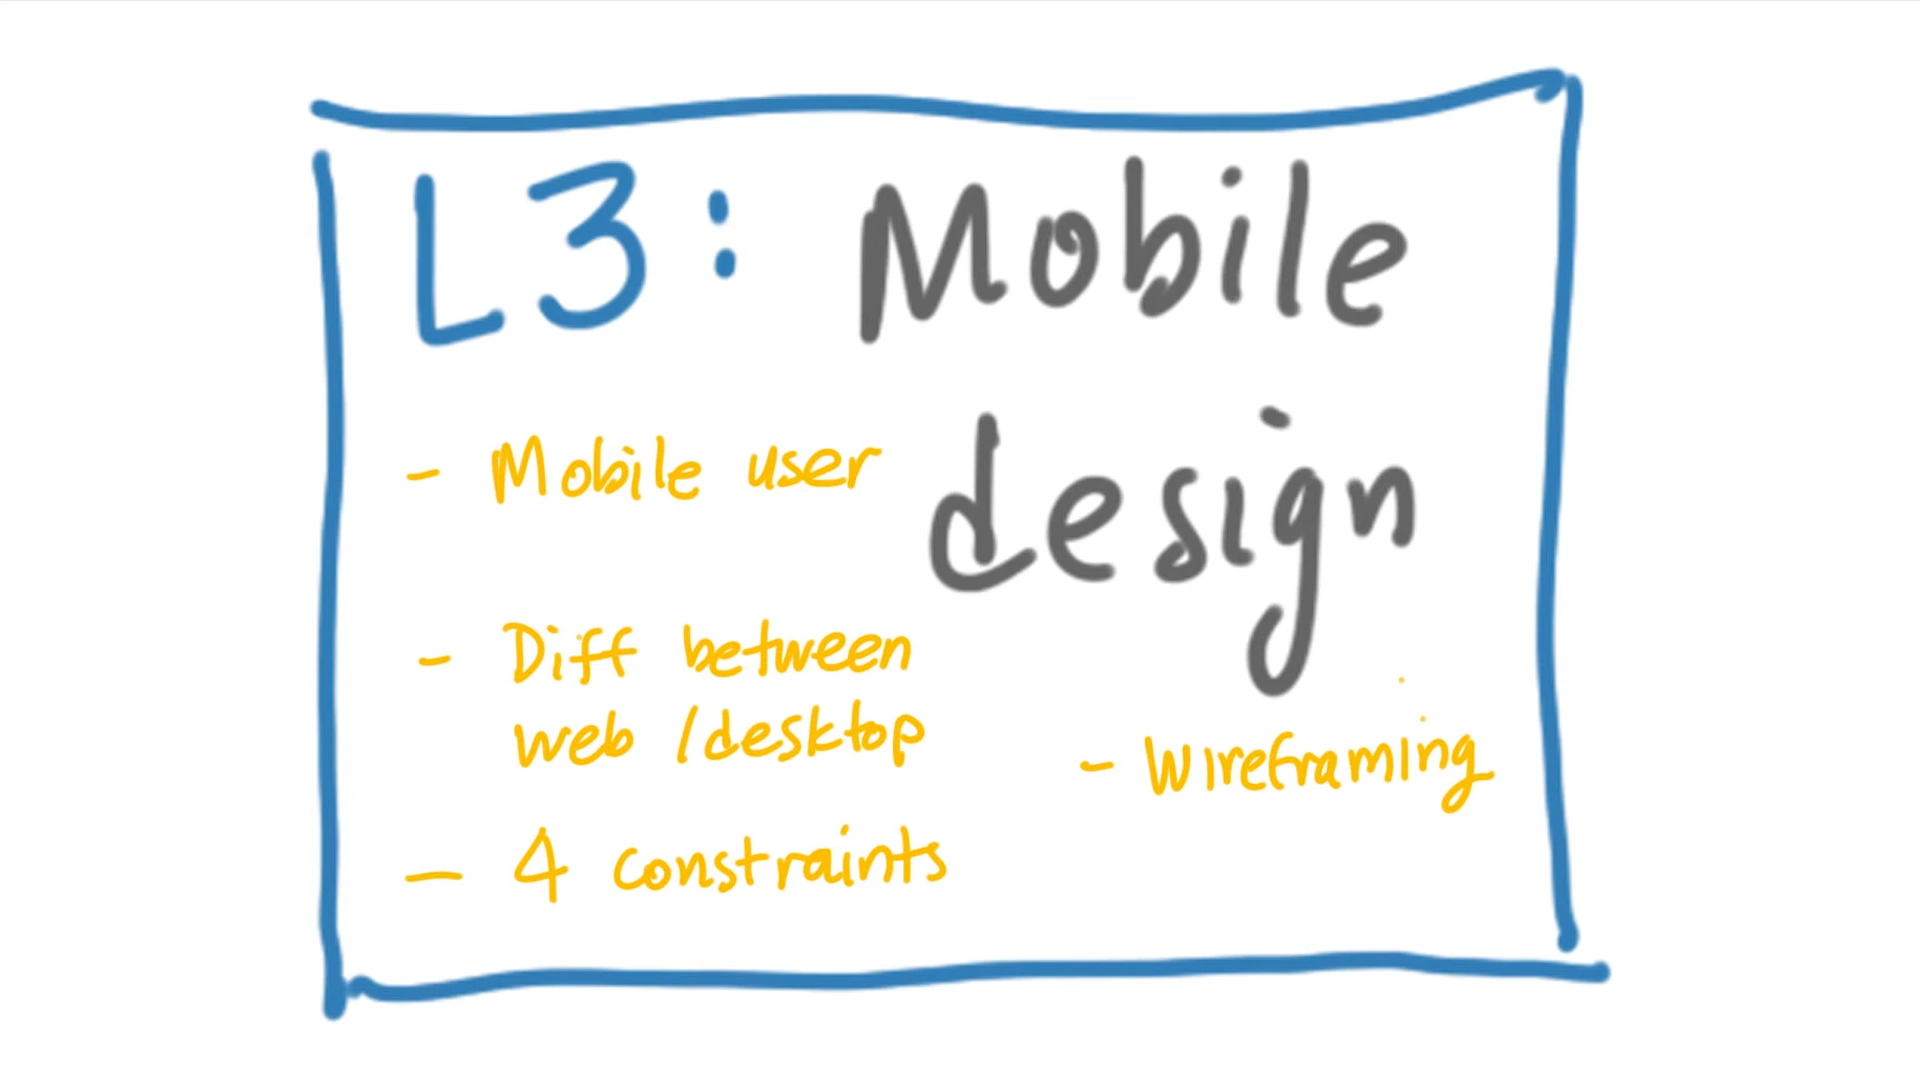 L3: Mobile
design
- Mobile user
- Diff between
web /desktop
- 4 constraints
- Wireframing